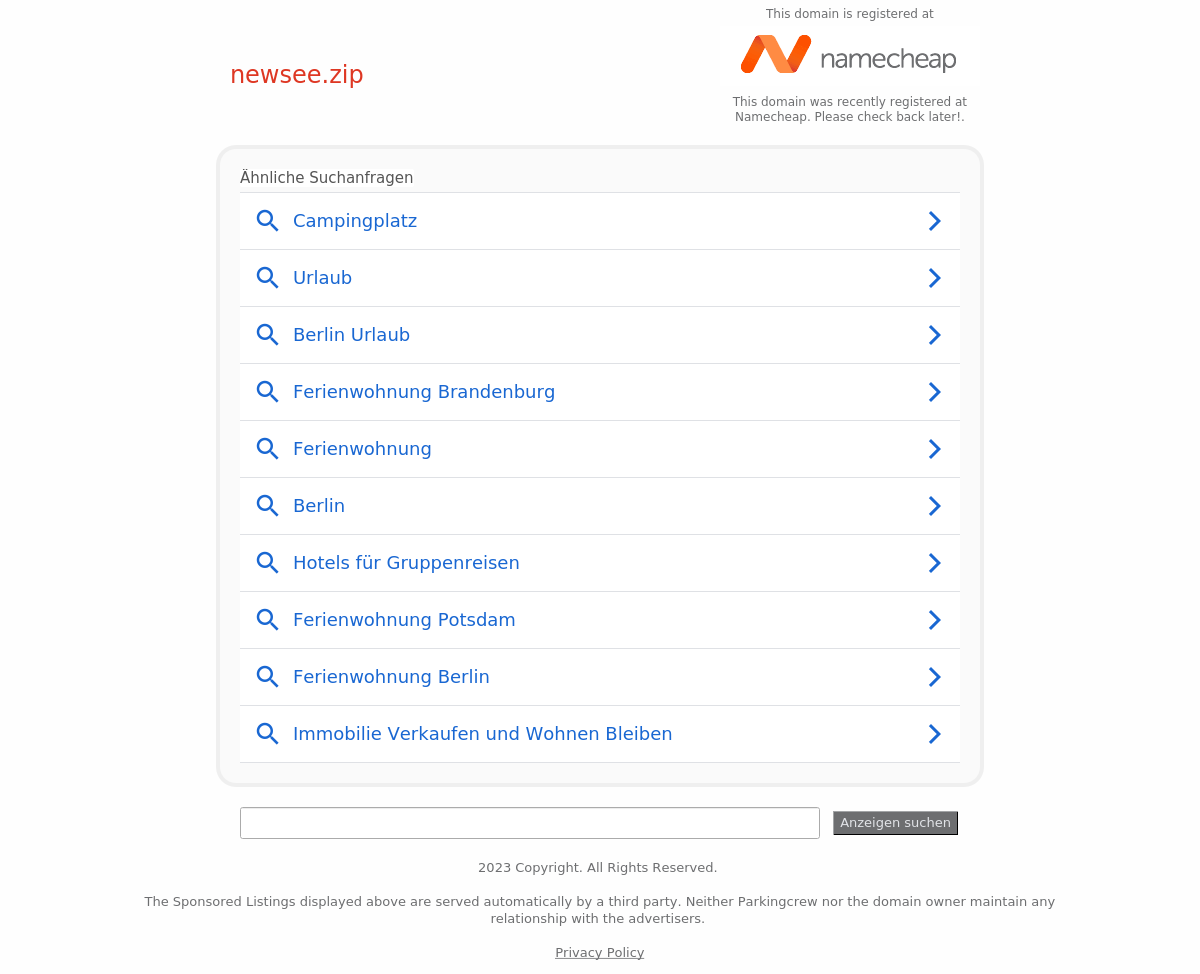 This domain is registered at
namecheap
newsee.zip
This domain was recently registered at
Namecheap. Please check back later!.
Ähnliche Suchanfragen
Campingplatz
Urlaub
Berlin Urlaub
Ferienwohnung Brandenburg
Ferienwohnung
Berlin
Hotels für Gruppenreisen
Ferienwohnung Potsdam
Ferienwohnung Berlin
Immobilie Verkaufen und Wohnen Bleiben
Anzeigen suchen
2023 Copyright. All Rights Reserved.
The Sponsored Listings displayed above are served automatically by a third party. Neither Parkingcrew nor the domain owner maintain any
relationship with the advertisers.
Privacy Policy